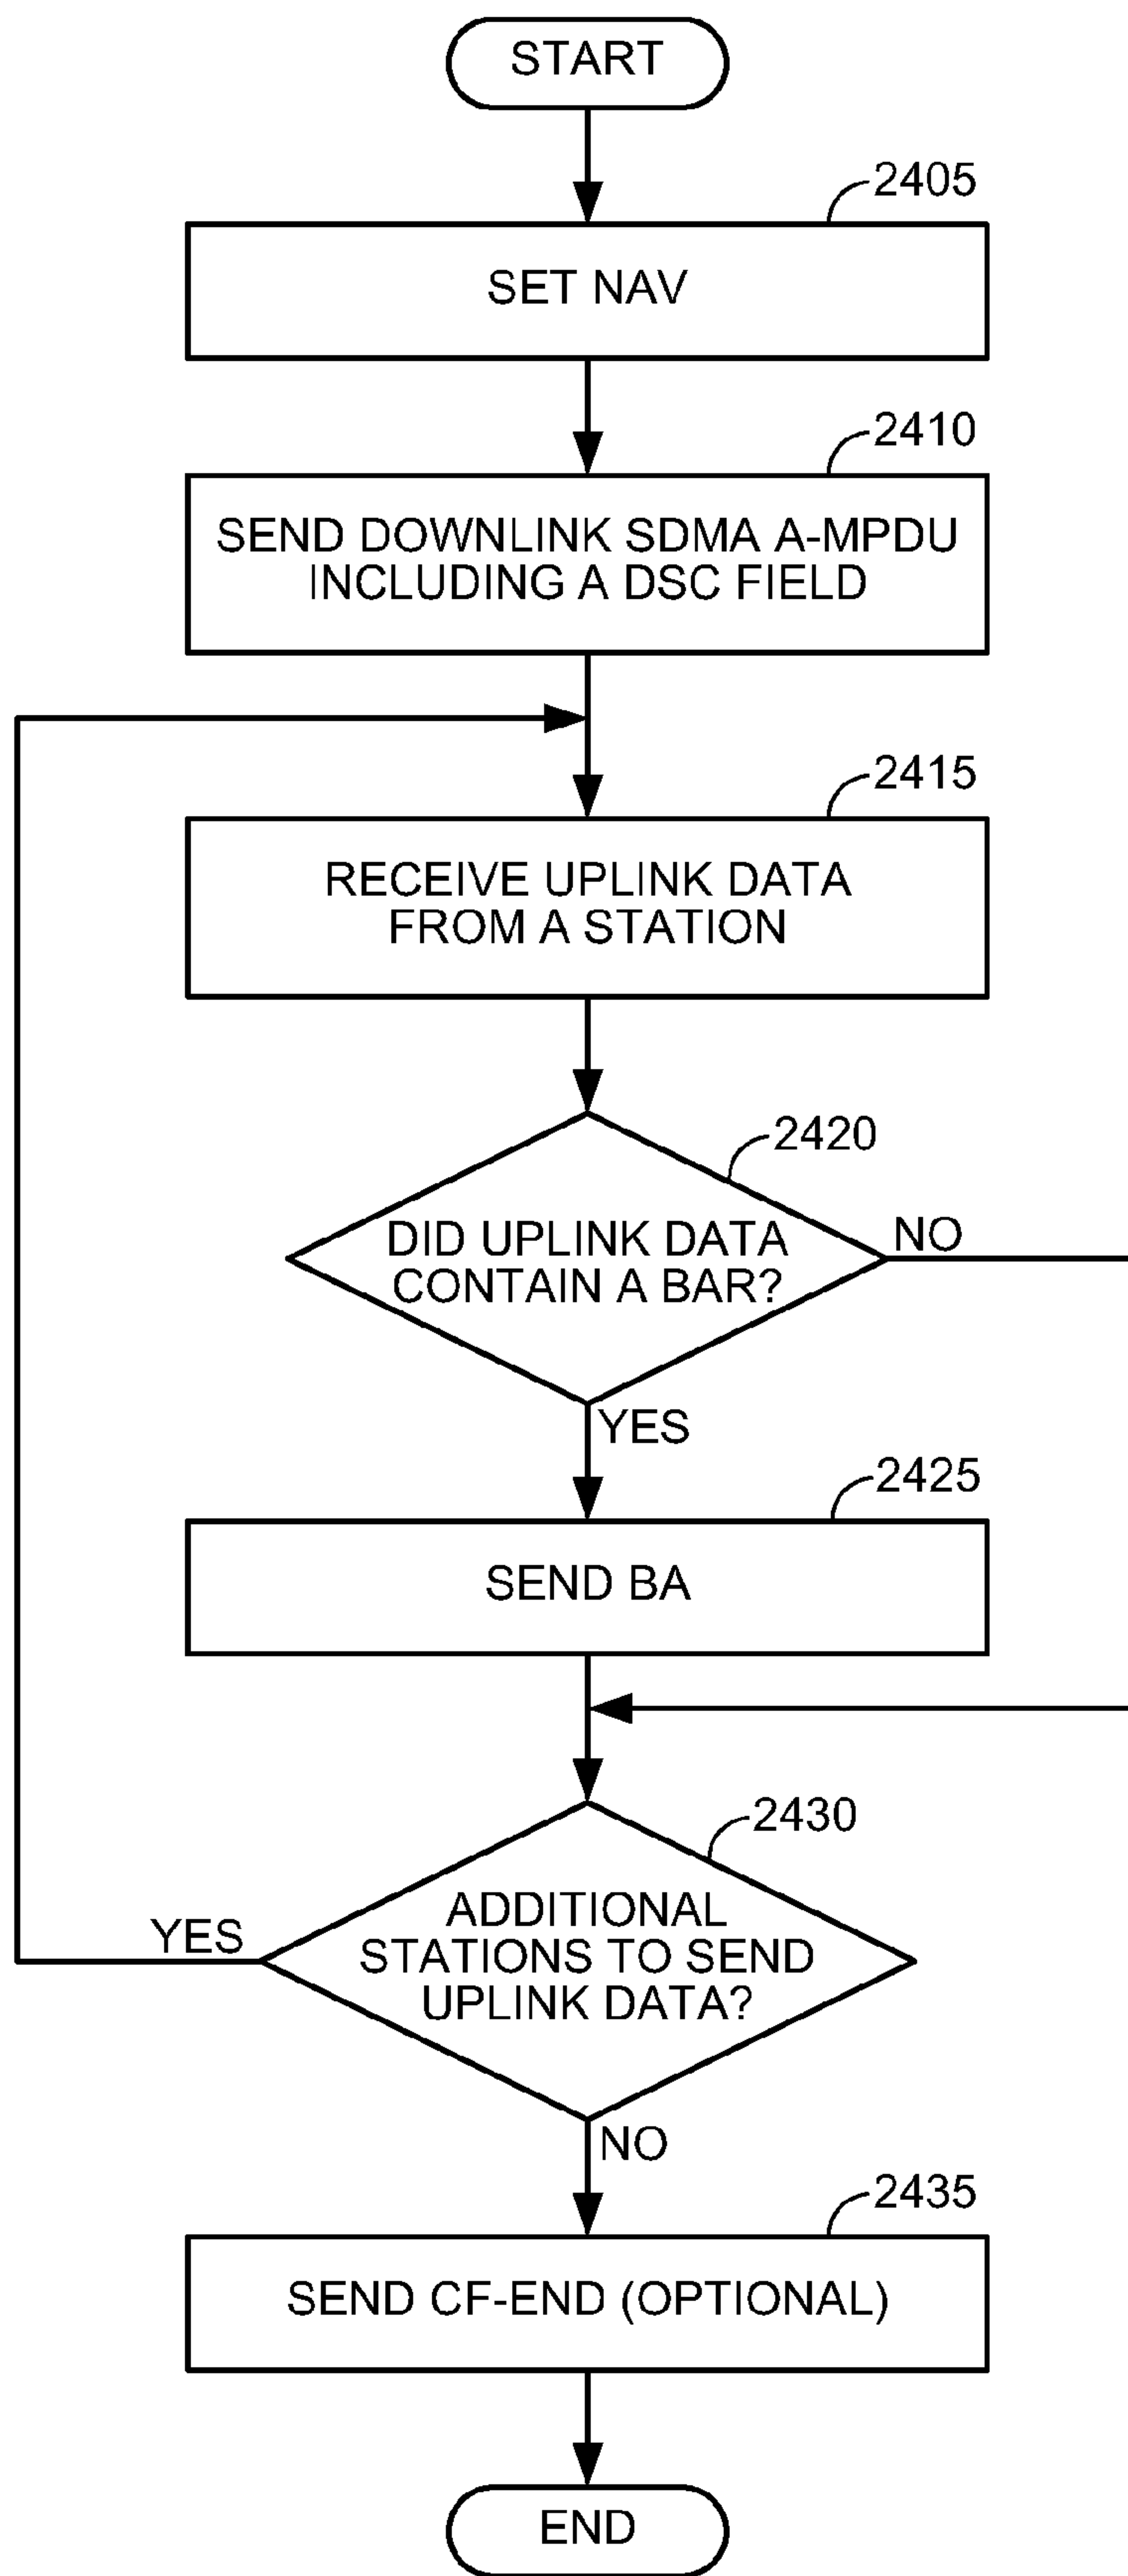 START
2405
SET NAV
2410
SEND DOWNLINK SDMA A-MPDU
INCLUDING A DSC FIELD
2415
RECEIVE UPLINK DATA
FROM A STATION
2420
DID UPLINK DATA
CONTAIN A BAR?
NO
YES
2425
SEND BA
2430
ADDITIONAL
STATIONS TO SEND
UPLINK DATA?
YES
NO
2435
SEND CF-END (OPTIONAL)
END